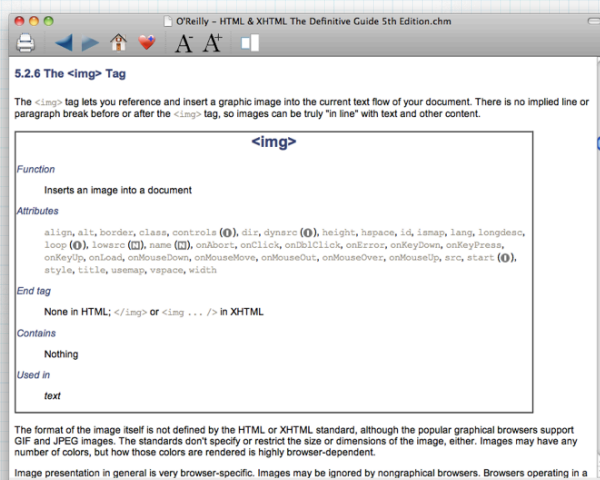 O'Reilly - HTML & XHTML The Definitive Guide 5th Edition.chm
A- A+
5.2.6 The <img> Tag
The <img> tag lets you reference and insert a graphic image into the current text flow of your document. There is no implied line or
paragraph break before or after the <img> tag, so images can be truly "in line" with text and other content.
<img>
Function
Inserts an image into a document
Attributes
align, alt, border, class, controls (), dir, dynsrc (), height, hspace, id, ismap, lang, longdesc,
loop (), lowsrc (), name (), onAbort, onClick, onDblClick, onError, onKeyDown, onKeyPress,
onKeyUp, onLoad, onMouseDown, onMouseMove, onMouseOut, onMouseOver, onMouseUp, src, start (),
style, title, usemap, vspace, width
End tag
None in HTML; </img> or <img ... /> in XHTML
Contains
Nothing
Used in
text
The format of the image itself is not defined by the HTML or XHTML standard, although the popular graphical browsers support
GIF and JPEG images. The standards don't specify or restrict the size or dimensions of the image, either. Images may have any
number of colors, but how those colors are rendered is highly browser-dependent.
Image presentation in general is very browser-specific. Images may be ignored by nongraphical browsers. Browsers operating in a